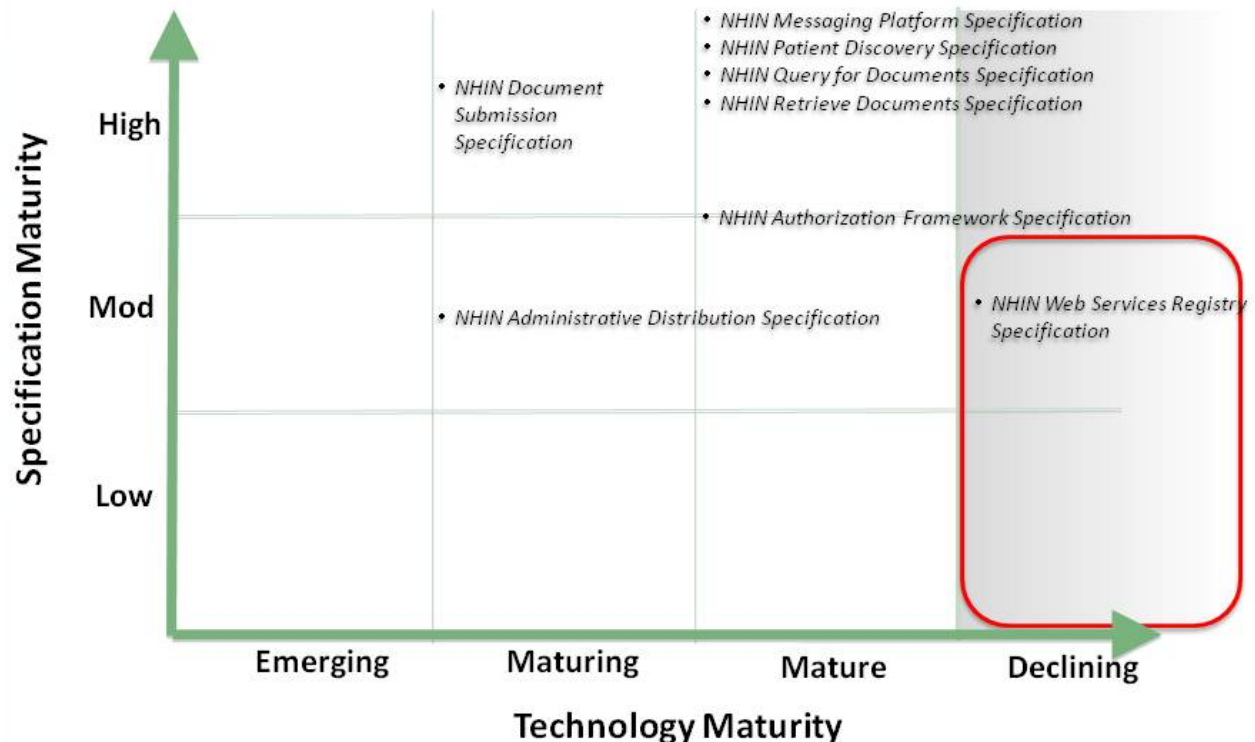 • NHIN Messaging Platform Specification
• NHIN Patient Discovery Specification
• NHIN Query for Documents Specification
• NHIN Retrieve Documents Specification
• NHIN Document
Submission
Specification
High
• NHIN Authorization Framework Specification
Specification Maturity
Mod
• NHIN Administrative Distribution Specification
• NHIN Web Services Registry
Specification
Low
Emerging
Maturing
Mature
Declining
Technology Maturity